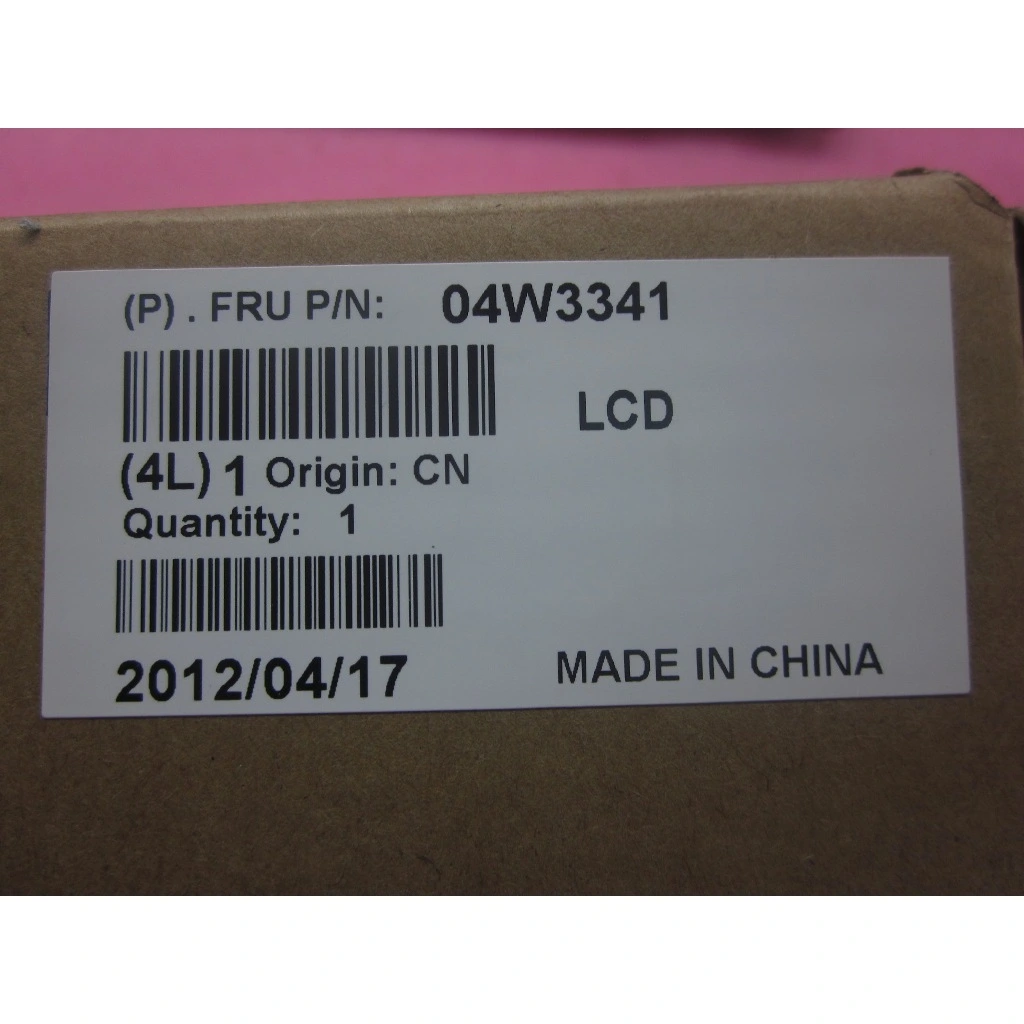 (P) . FRU P/N: 04W3341
LCD
(4L) 1 Origin: CN
Quantity: 1
2012/04/17
MADE IN CHINA